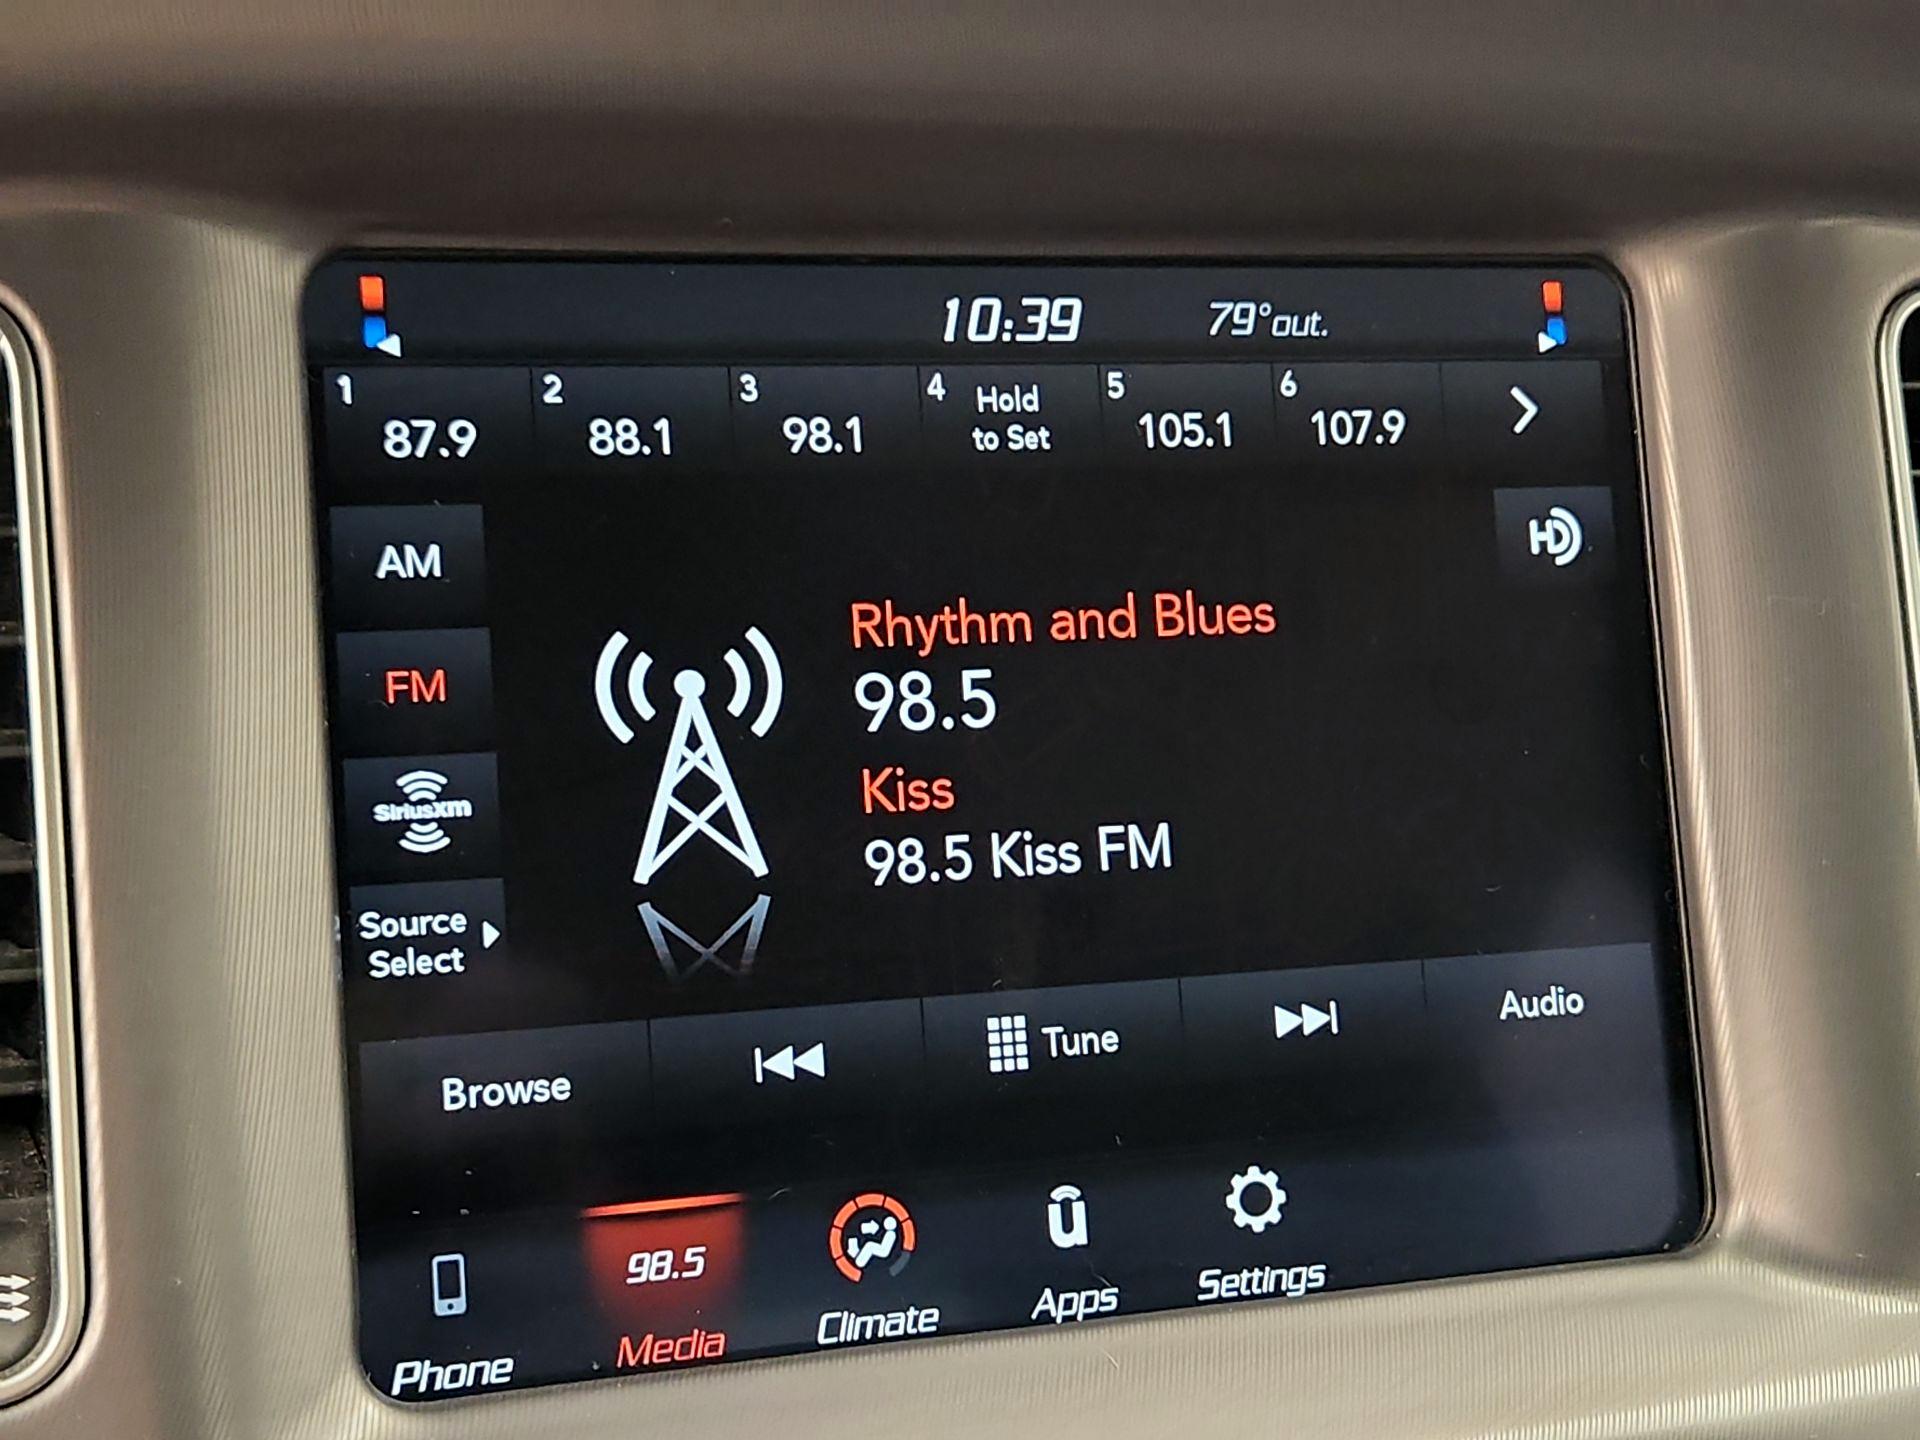 10:39 79°out.
1 87.9 2 88.1 3 98.1 4 Hold to Set 5 105.1 6 107.9
HD
AM
FM
SiriusXm
Source
Select
Rhythm and Blues
98.5
Kiss
98.5 Kiss FM
Browse Tune Audio
98.5 u
Phone Media Climate Apps Settings